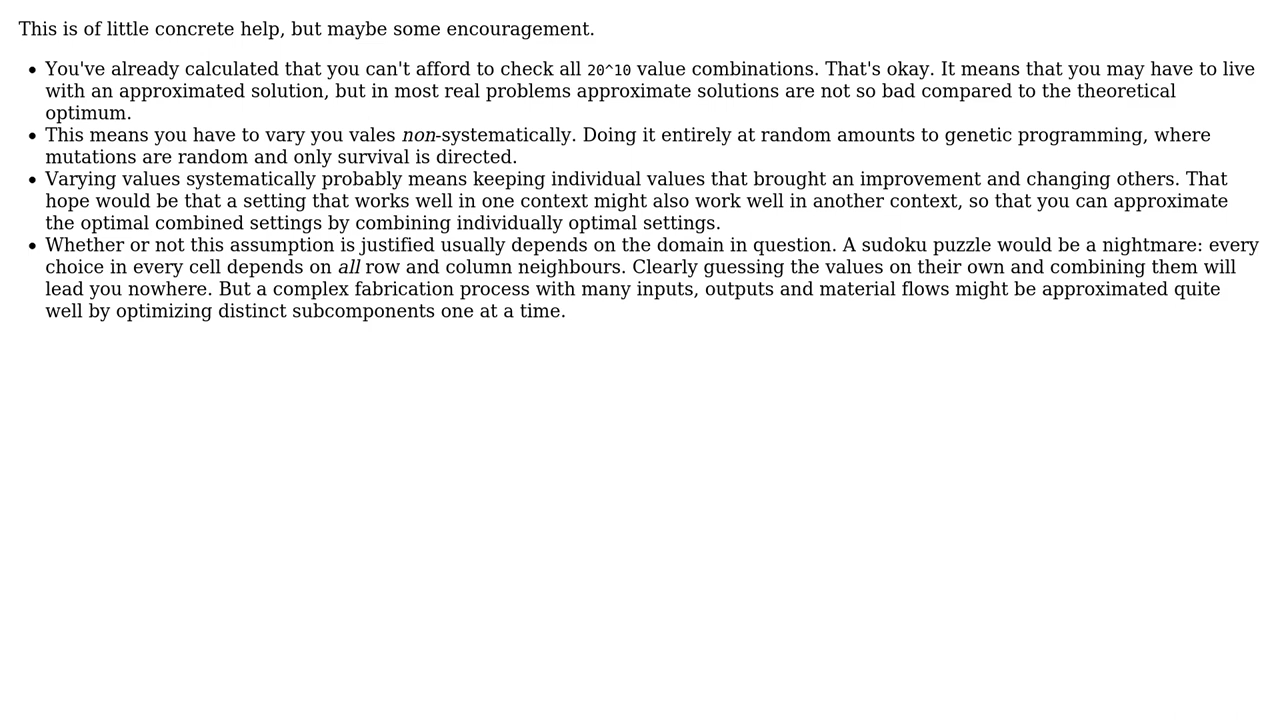 This is of little concrete help, but maybe some encouragement.
• You've already calculated that you can't afford to check all 20^10 value combinations. That's okay. It means that you may have to live
with an approximated solution, but in most real problems approximate solutions are not so bad compared to the theoretical
optimum.
• This means you have to vary you vales non-systematically. Doing it entirely at random amounts to genetic programming, where
mutations are random and only survival is directed.
• Varying values systematically probably means keeping individual values that brought an improvement and changing others. That
hope would be that a setting that works well in one context might also work well in another context, so that you can approximate
the optimal combined settings by combining individually optimal settings.
• Whether or not this assumption is justified usually depends on the domain in question. A sudoku puzzle would be a nightmare: every
choice in every cell depends on all row and column neighbours. Clearly guessing the values on their own and combining them will
lead you nowhere. But a complex fabrication process with many inputs, outputs and material flows might be approximated quite
well by optimizing distinct subcomponents one at a time.